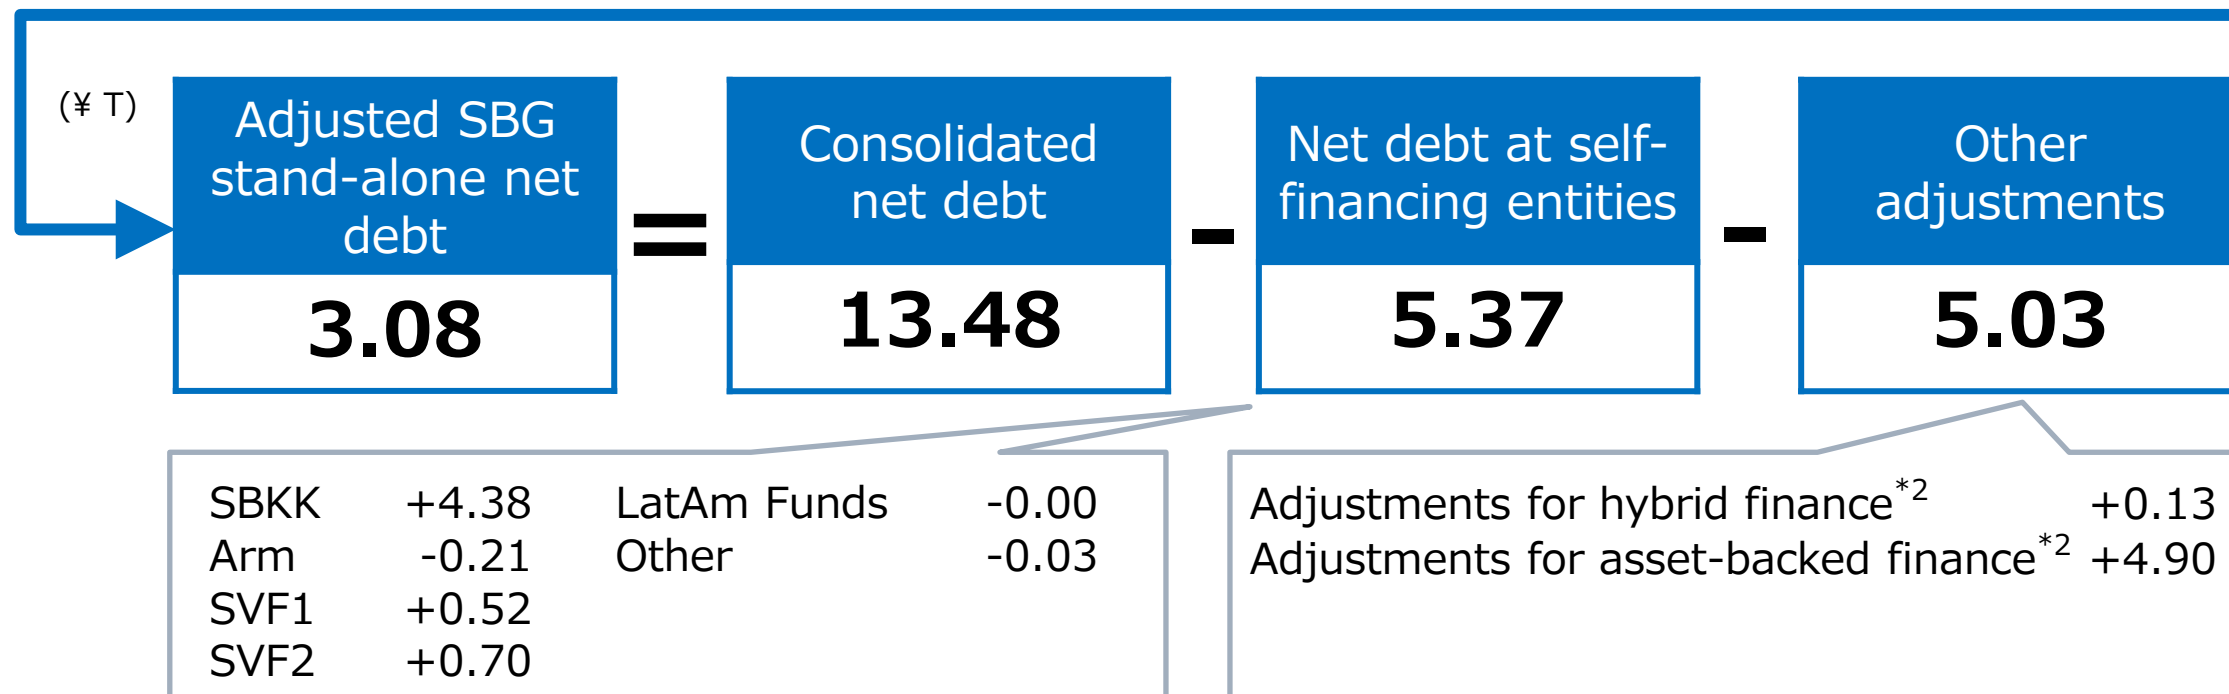 (¥ T)
Adjusted SBG
stand-alone net
debt
3.08
=
Consolidated
net debt
13.48
-
Net debt at self-
financing entities
5.37
-
Other
adjustments
5.03
SBKK +4.38 LatAm Funds -0.00
Arm -0.21 Other -0.03
SVF1 +0.52
SVF2 +0.70
Adjustments for hybrid finance*2 +0.13
Adjustments for asset-backed finance*2 +4.90